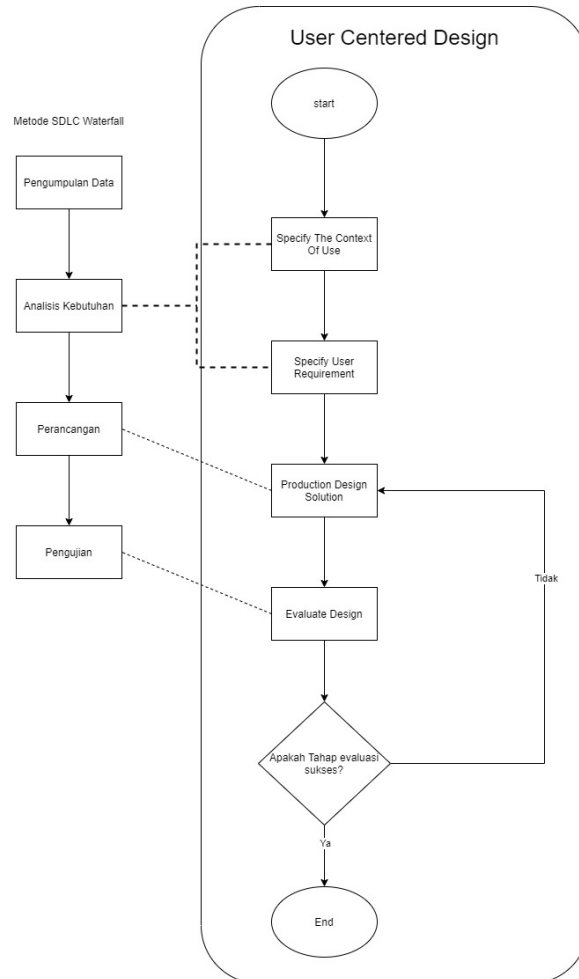 User Centered Design
start
Metode SDLC Waterfall
Pengumpulan Data
Specify The Context
Of Use
Analisis Kebutuhan
Specify User
Requirement
Perancangan
Production Design
Solution
Pengujian
Tidak
Evaluate Design
Apakah Tahap evaluasi
sukses?
Ya
End